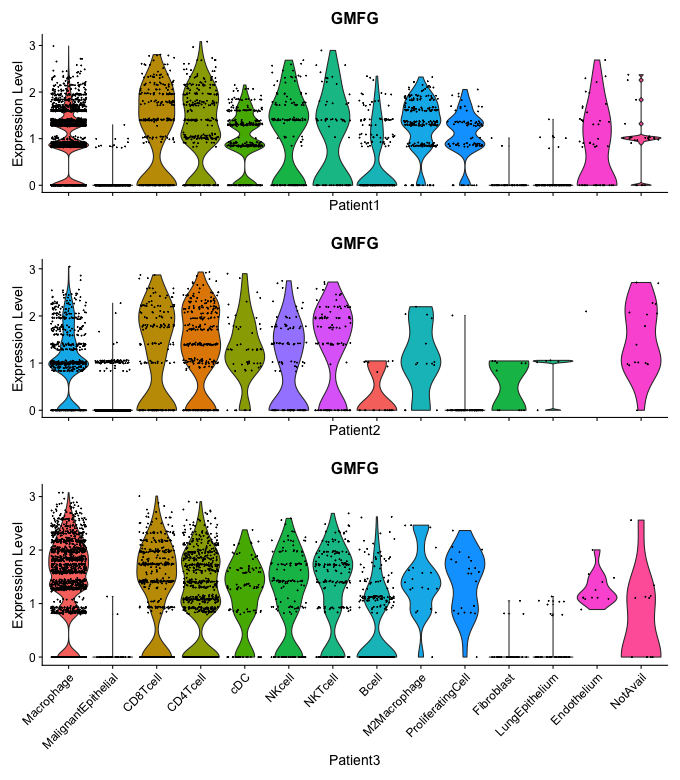 GMFG
Expression Level
3
2
1
0
Patient1
GMFG
Expression Level
3
2
1
0
Patient2
GMFG
Expression Level
3
2
1
0
Macrophage
MalignantEpithelial
CD8Tcell
CD4Tcell
cDC
NKcell
NKTcell
Bcell
M2Macrophage
ProliferatingCell
Fibroblast
LungEpithelium
Endothelium
NotAvail
Patient3